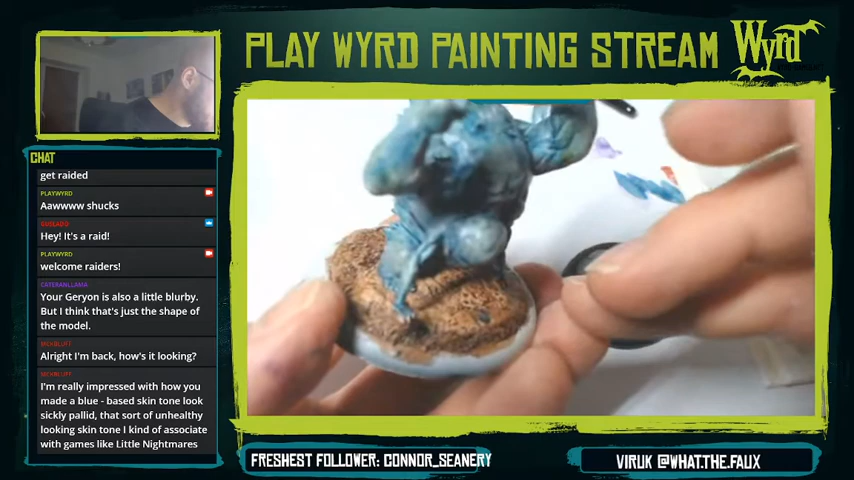 PLAY WYRD PAINTING STREAM
Wyrd
CHAT
get raided
PLAYWYRD
Aawwww shucks
Hey! It's a raid!
PLAYWYRD
welcome raiders!
CATERANLLAMA
Your Geryon is also a little blurby.
But I think that's just the shape of
the model.
Alright I'm back, how's it looking?
I'm really impressed with how you
made a blue - based skin tone look
sickly pallid, that sort of unhealthy
looking skin tone I kind of associate
with games like Little Nightmares
FRESHEST FOLLOWER: CONNOR_SEANERY
VIRUK @WHAT.THE.FAUX